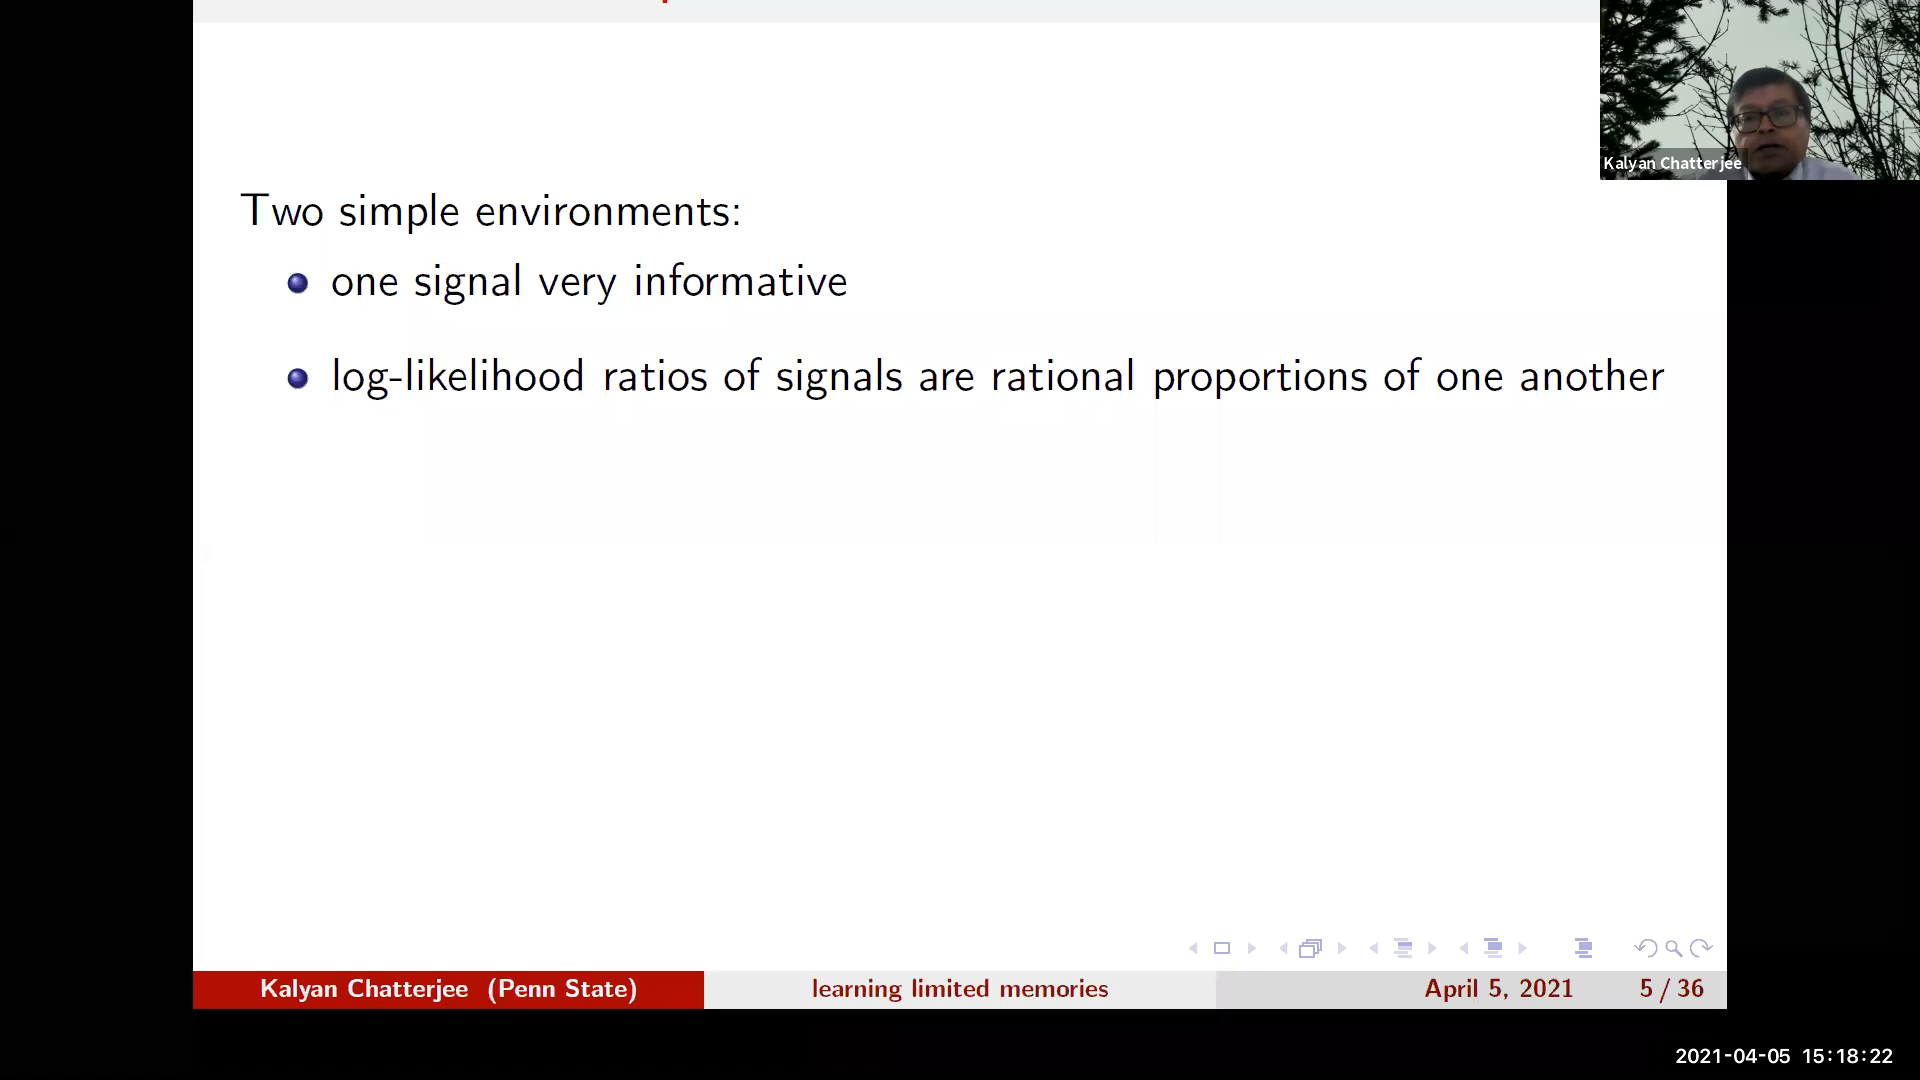 Kalyan Chatterjee
Two simple environments:
one signal very informative
log-likelihood ratios of signals are rational proportions of one another
Kalyan Chatterjee (Penn State)
learning limited memories
April 5, 2021
5 / 36
2021-04-05 15:18:22